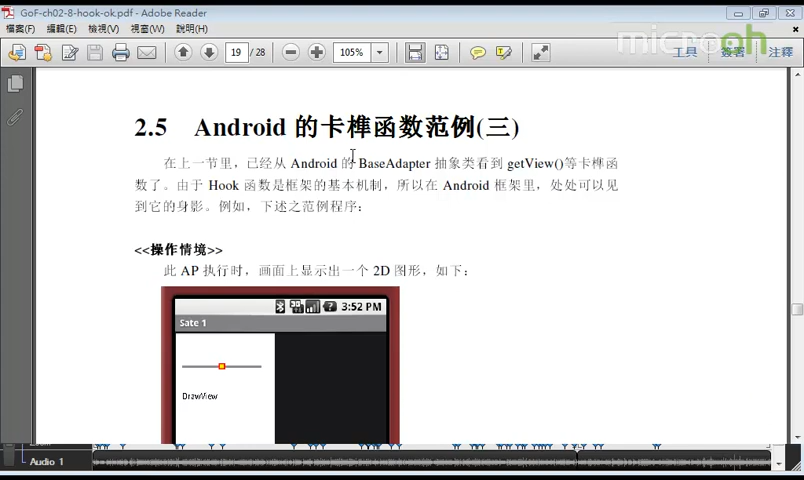 GoF-ch02-8-hook-ok.pdf - Adobe Reader
檔案(F) 編輯(E) 檢視(V) 視窗(W) 說明(H)
microoh
19 / 28 105% 工具 簽署 注釋
2.5 Android 的卡榫函数范例(三)
在上一节里，已经从 Android 的 BaseAdapter 抽象类看到 getView()等卡榫函
数了。由于 Hook 函数是框架的基本机制，所以在 Android 框架里，处处可以见
到它的身影。例如，下述之范例程序：
<<操作情境>>
此 AP 执行时，画面上显示出一个 2D 图形，如下：
3:52 PM
Sate 1
DrawView
Audio 1